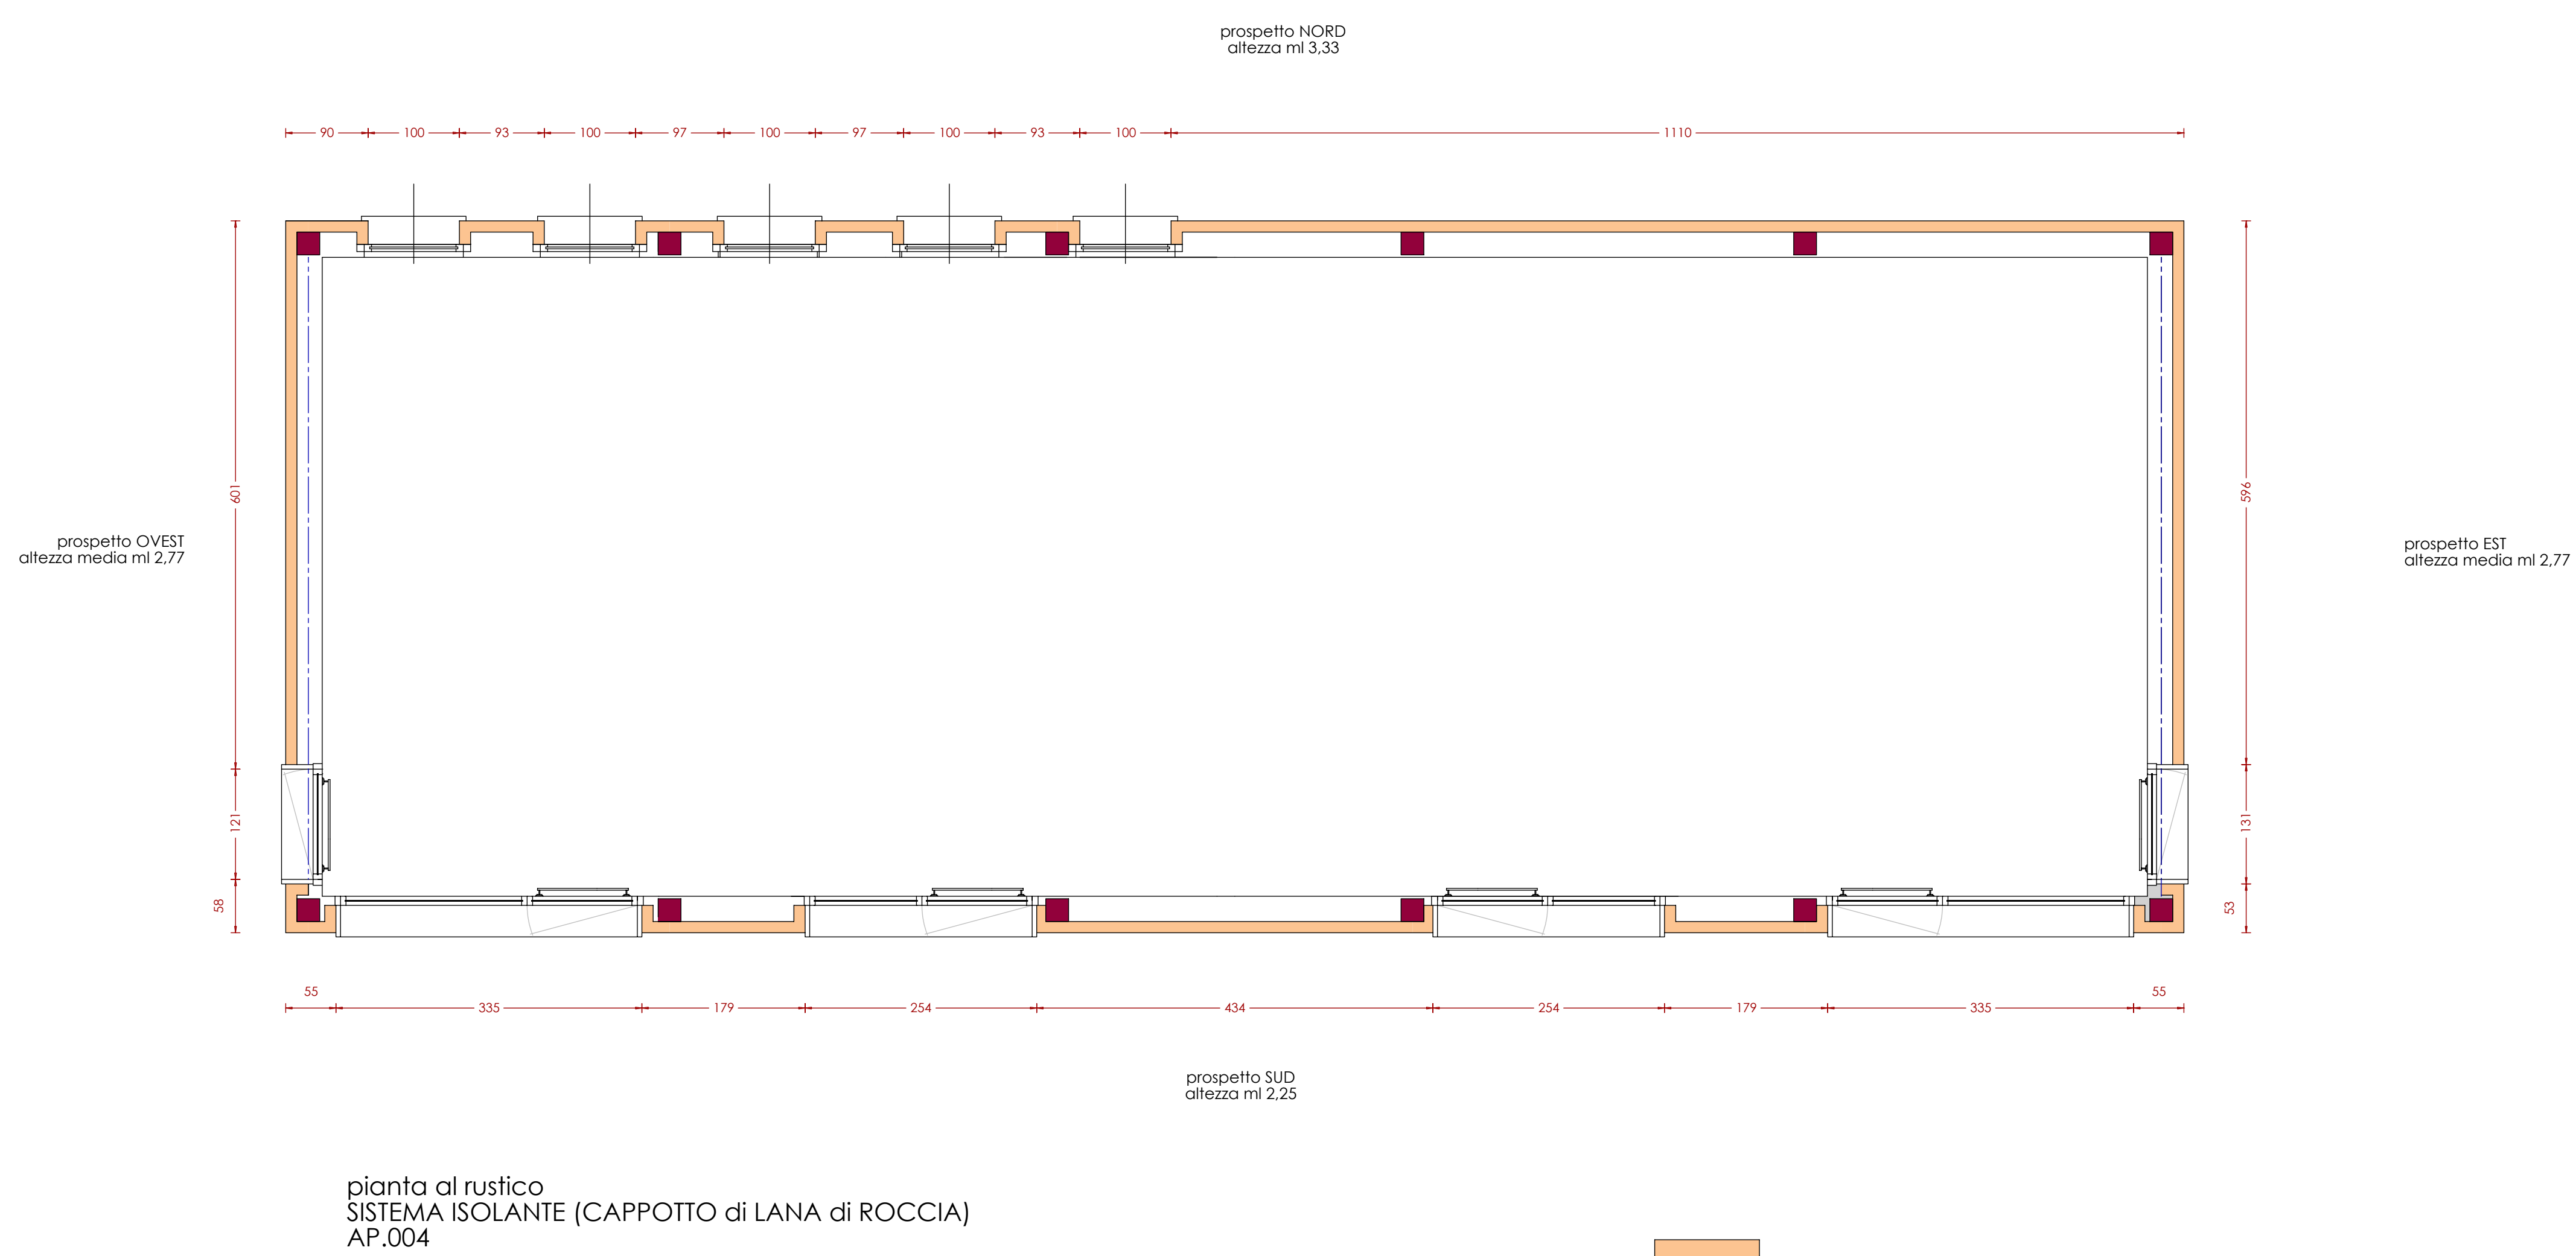 prospetto NORD
altezza ml 3,33
90 100 93 100 97 100 97 100 93 100 1110
601
596
prospetto OVEST
altezza media ml 2,77
prospetto EST
altezza media ml 2,77
121
131
58
53
55 55
335 179 254 434 254 179 335
prospetto SUD
altezza ml 2,25
pianta al rustico
SISTEMA ISOLANTE (CAPPOTTO di LANA di ROCCIA)
AP.004